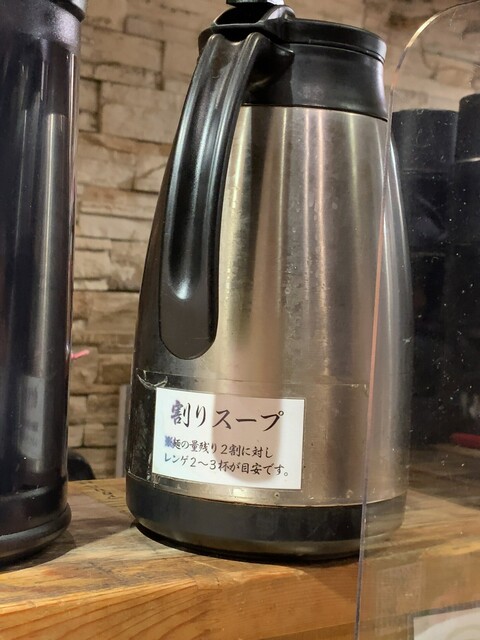 割りスープ
※麺の量残り2割に対し
レンゲ2〜3杯が目安です。